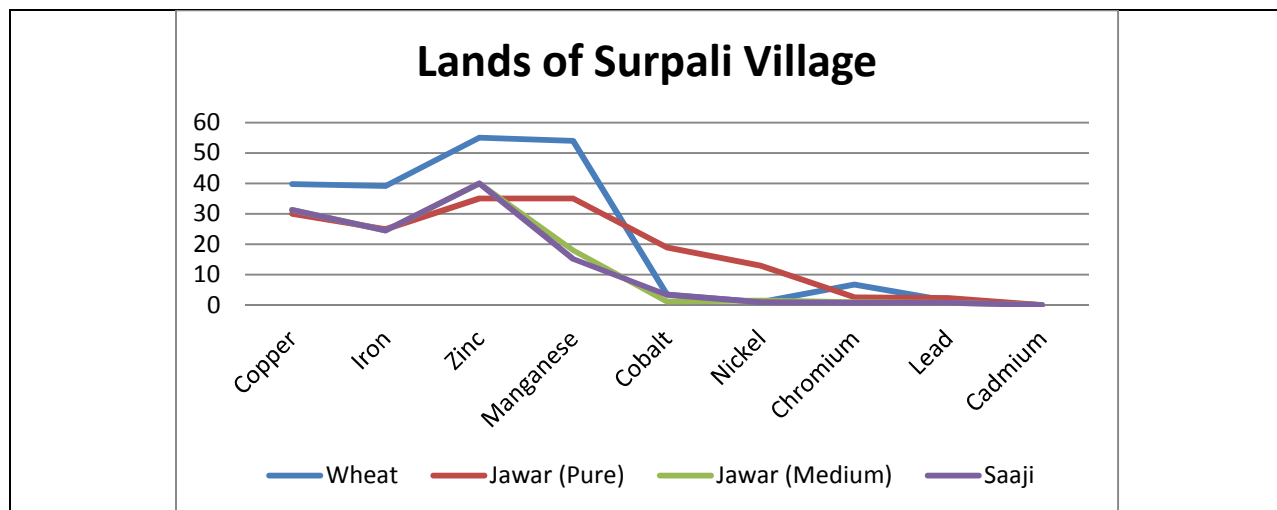 Lands of Surpali Village
60
50
40
30
20
10
0
Copper
Iron
Zinc
Manganese
Cobalt
Nickel
Chromium
Lead
Cadmium
Wheat Jawar (Pure) Jawar (Medium) Saaji